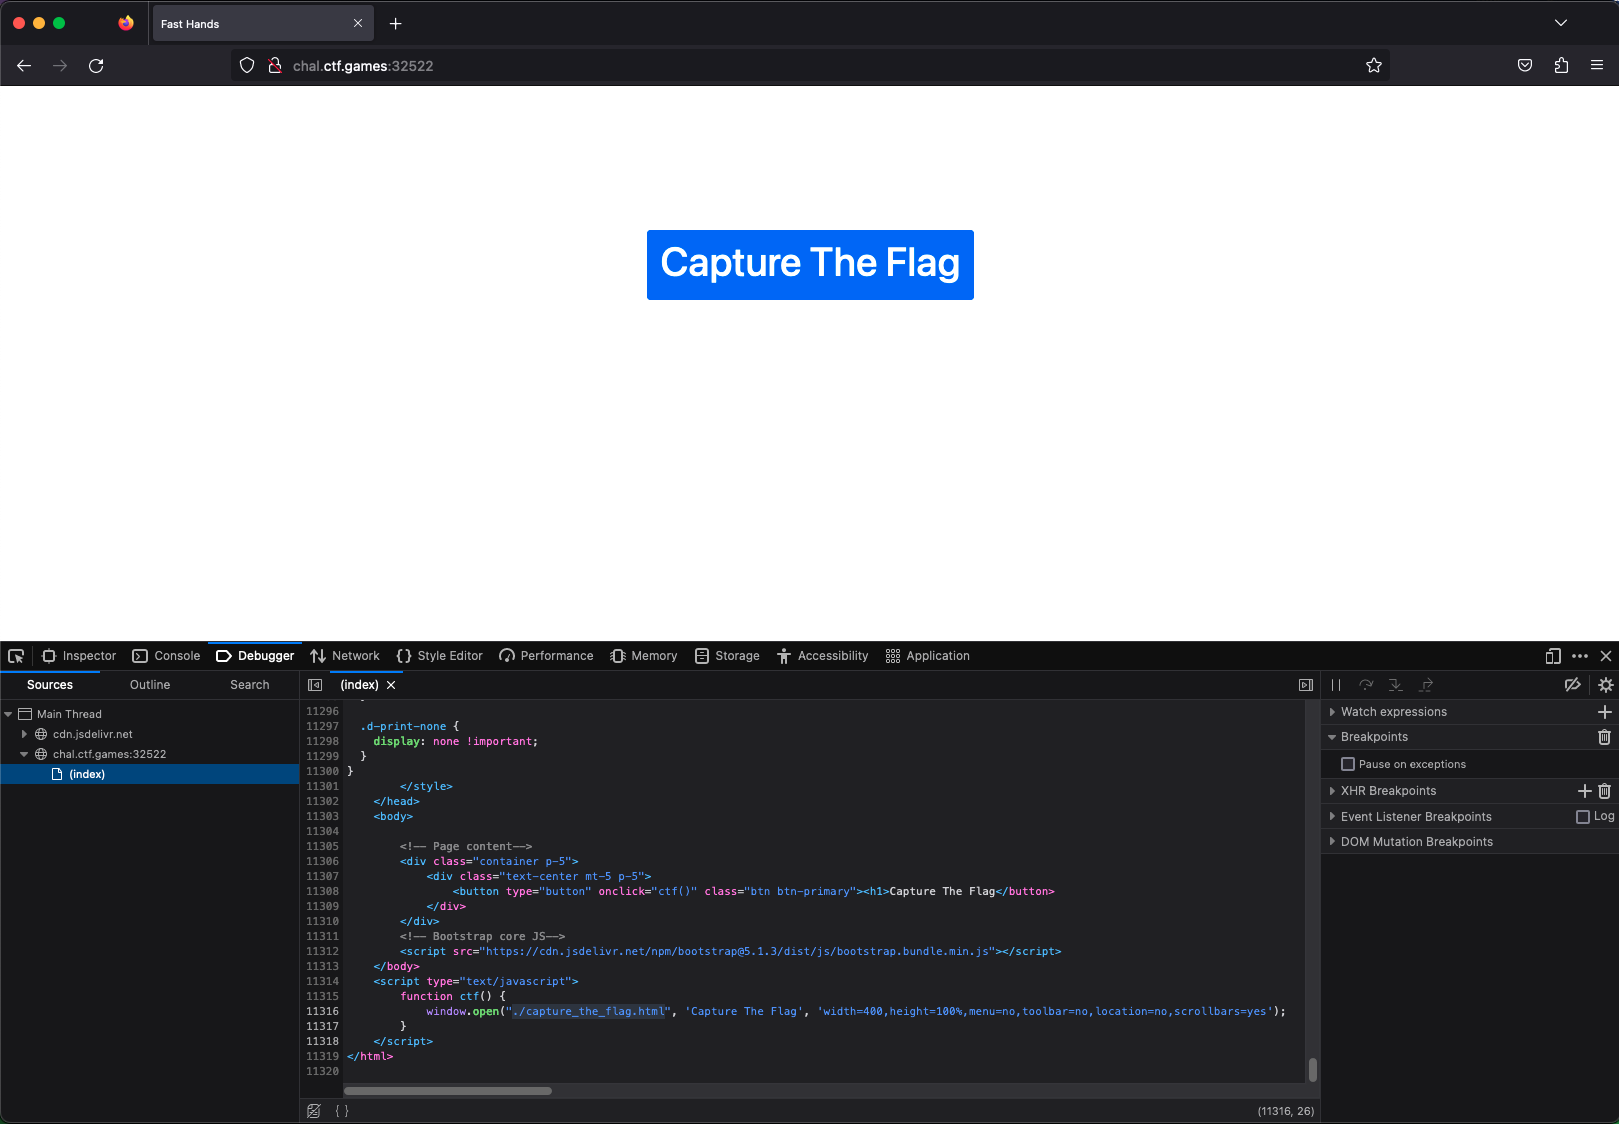 Fast Hands
chal.ctf.games:32522
Capture The Flag
Inspector Console Debugger Network Style Editor Performance Memory Storage Accessibility Application
Sources Outline Search
(index)
Main Thread
cdn.jsdelivr.net
chal.ctf.games:32522
(index)
11296
11297 .d-print-none {
11298 display: none !important;
11299 }
11300 }
11301 </style>
11302 </head>
11303 <body>
11304
11305 <!-- Page content-->
11306 <div class="container p-5">
11307 <div class="text-center mt-5 p-5">
11308 <button type="button" onclick="ctf()" class="btn btn-primary"><h1>Capture The Flag</button>
11309 </div>
11310 </div>
11311 <!-- Bootstrap core JS-->
11312 <script src="https://cdn.jsdelivr.net/npm/bootstrap@5.1.3/dist/js/bootstrap.bundle.min.js"></script>
11313 </body>
11314 <script type="text/javascript">
11315 function ctf() {
11316 window.open("./capture_the_flag.html", 'Capture The Flag', 'width=400,height=100%,menu=no,toolbar=no,location=no,scrollbars=yes');
11317 }
11318 </script>
11319 </html>
11320
{ }
(11316, 26)
Watch expressions
Breakpoints
Pause on exceptions
XHR Breakpoints
Event Listener Breakpoints Log
DOM Mutation Breakpoints